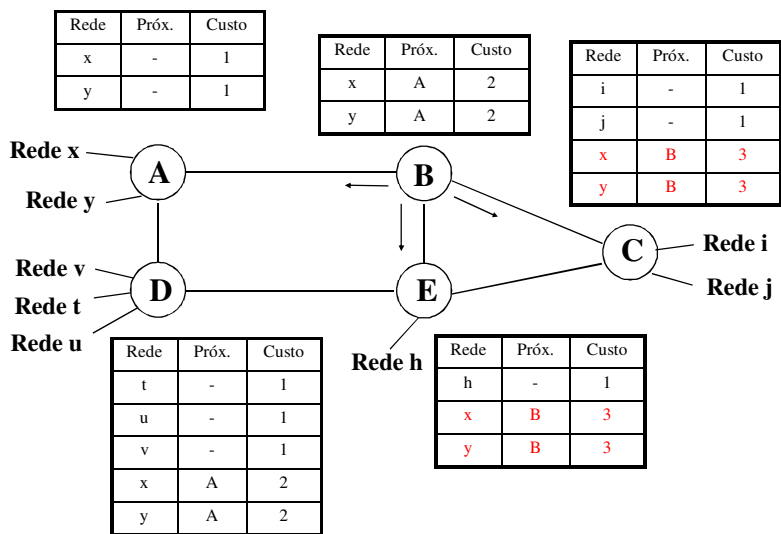 Rede Próx. Custo
x - 1
y - 1
Rede Próx. Custo
x A 2
y A 2
Rede Próx. Custo
i - 1
j - 1
x B 3
y B 3
Rede x
A
B
Rede y
C
Rede i
Rede j
Rede v
D
E
Rede t
Rede u
Rede h
Rede Próx. Custo
t - 1
u - 1
v - 1
x A 2
y A 2
Rede Próx. Custo
h - 1
x B 3
y B 3